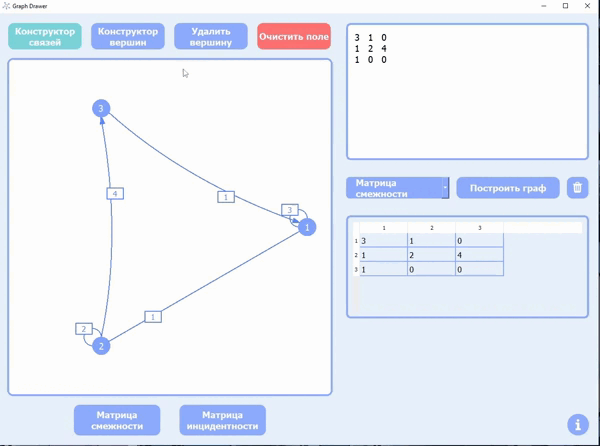 Graph Drawer
Конструктор
связей
Конструктор
вершин
Удалить
вершину
Очистить поле
3 1 0
1 2 4
1 0 0
3
4
1
3
1
1
2
2
Матрица
смежности
Построить граф
1 2 3
1 3 1 0
2 1 2 4
3 1 0 0
Матрица
смежности
Матрица
инцидентности
i